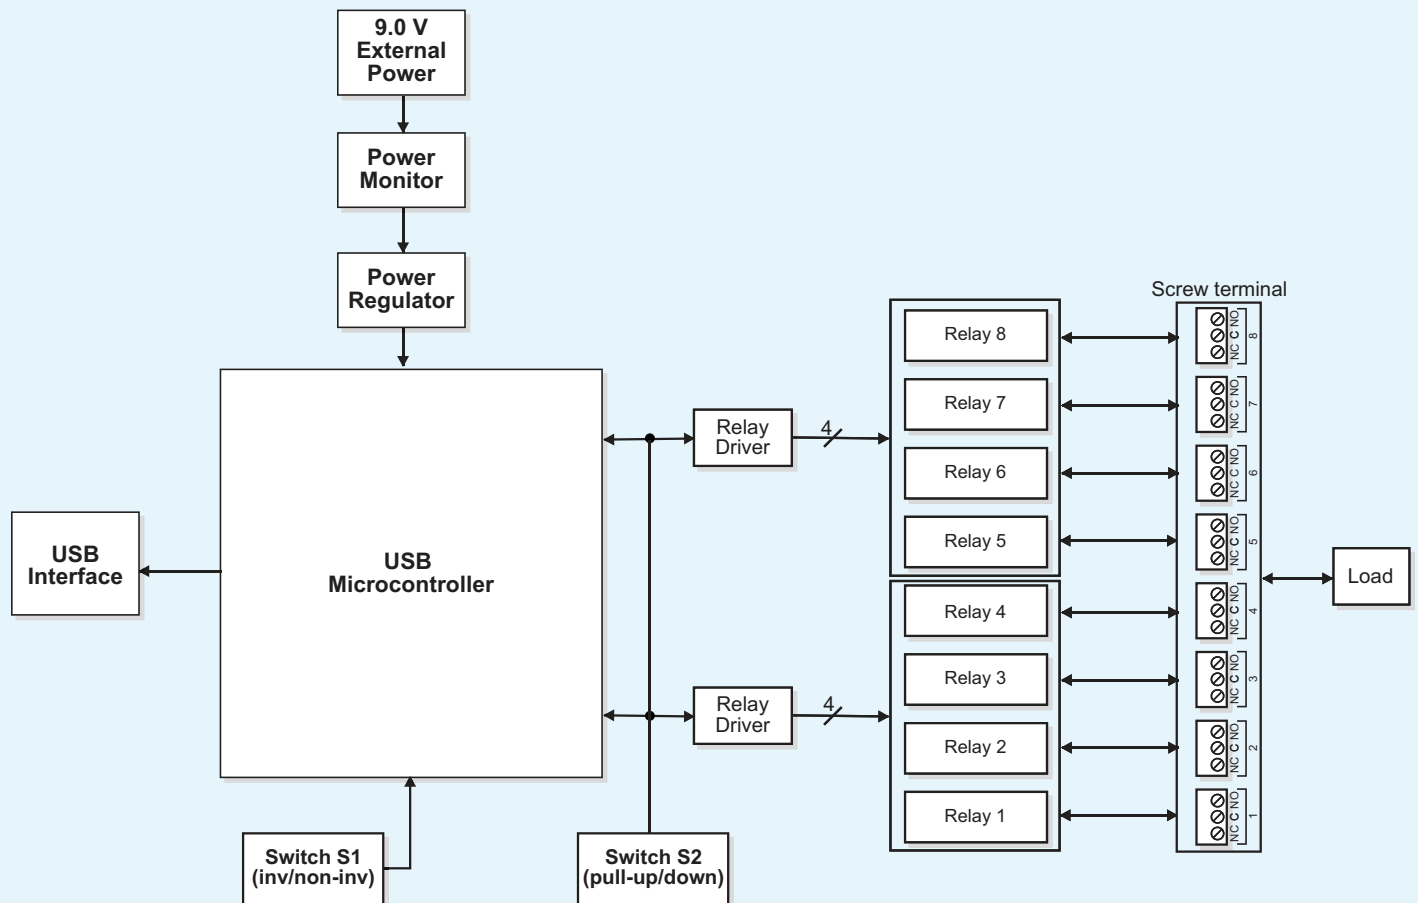 9.0 V
External
Power
Power
Monitor
Power
Regulator
Screw terminal
USB
Interface
USB
Microcontroller
Relay
Driver
4
Relay
Driver
4
Relay 8
Relay 7
Relay 6
Relay 5
Relay 4
Relay 3
Relay 2
Relay 1
NC C NO
8
NC C NO
7
NC C NO
6
NC C NO
5
NC C NO
4
NC C NO
3
NC C NO
2
NC C NO
1
Load
Switch S1
(inv/non-inv)
Switch S2
(pull-up/down)